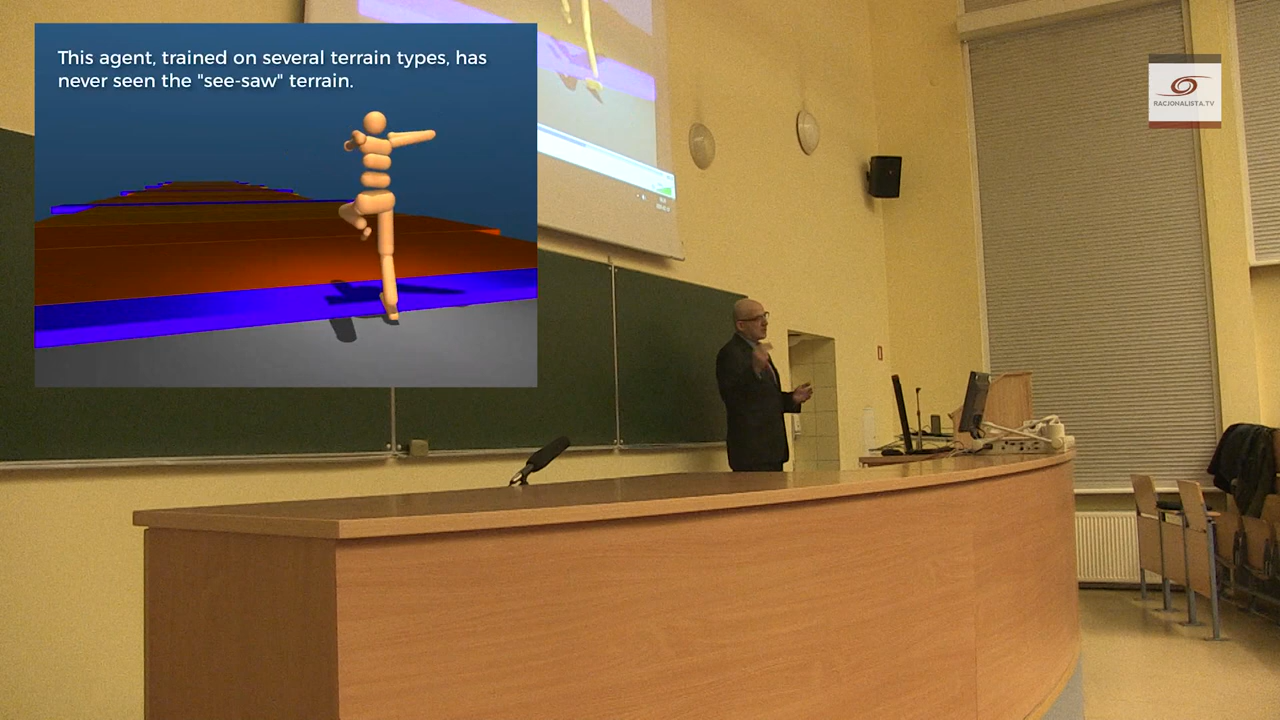 This agent, trained on several terrain types, has
never seen the "see-saw" terrain.
RACJONALISTA.TV